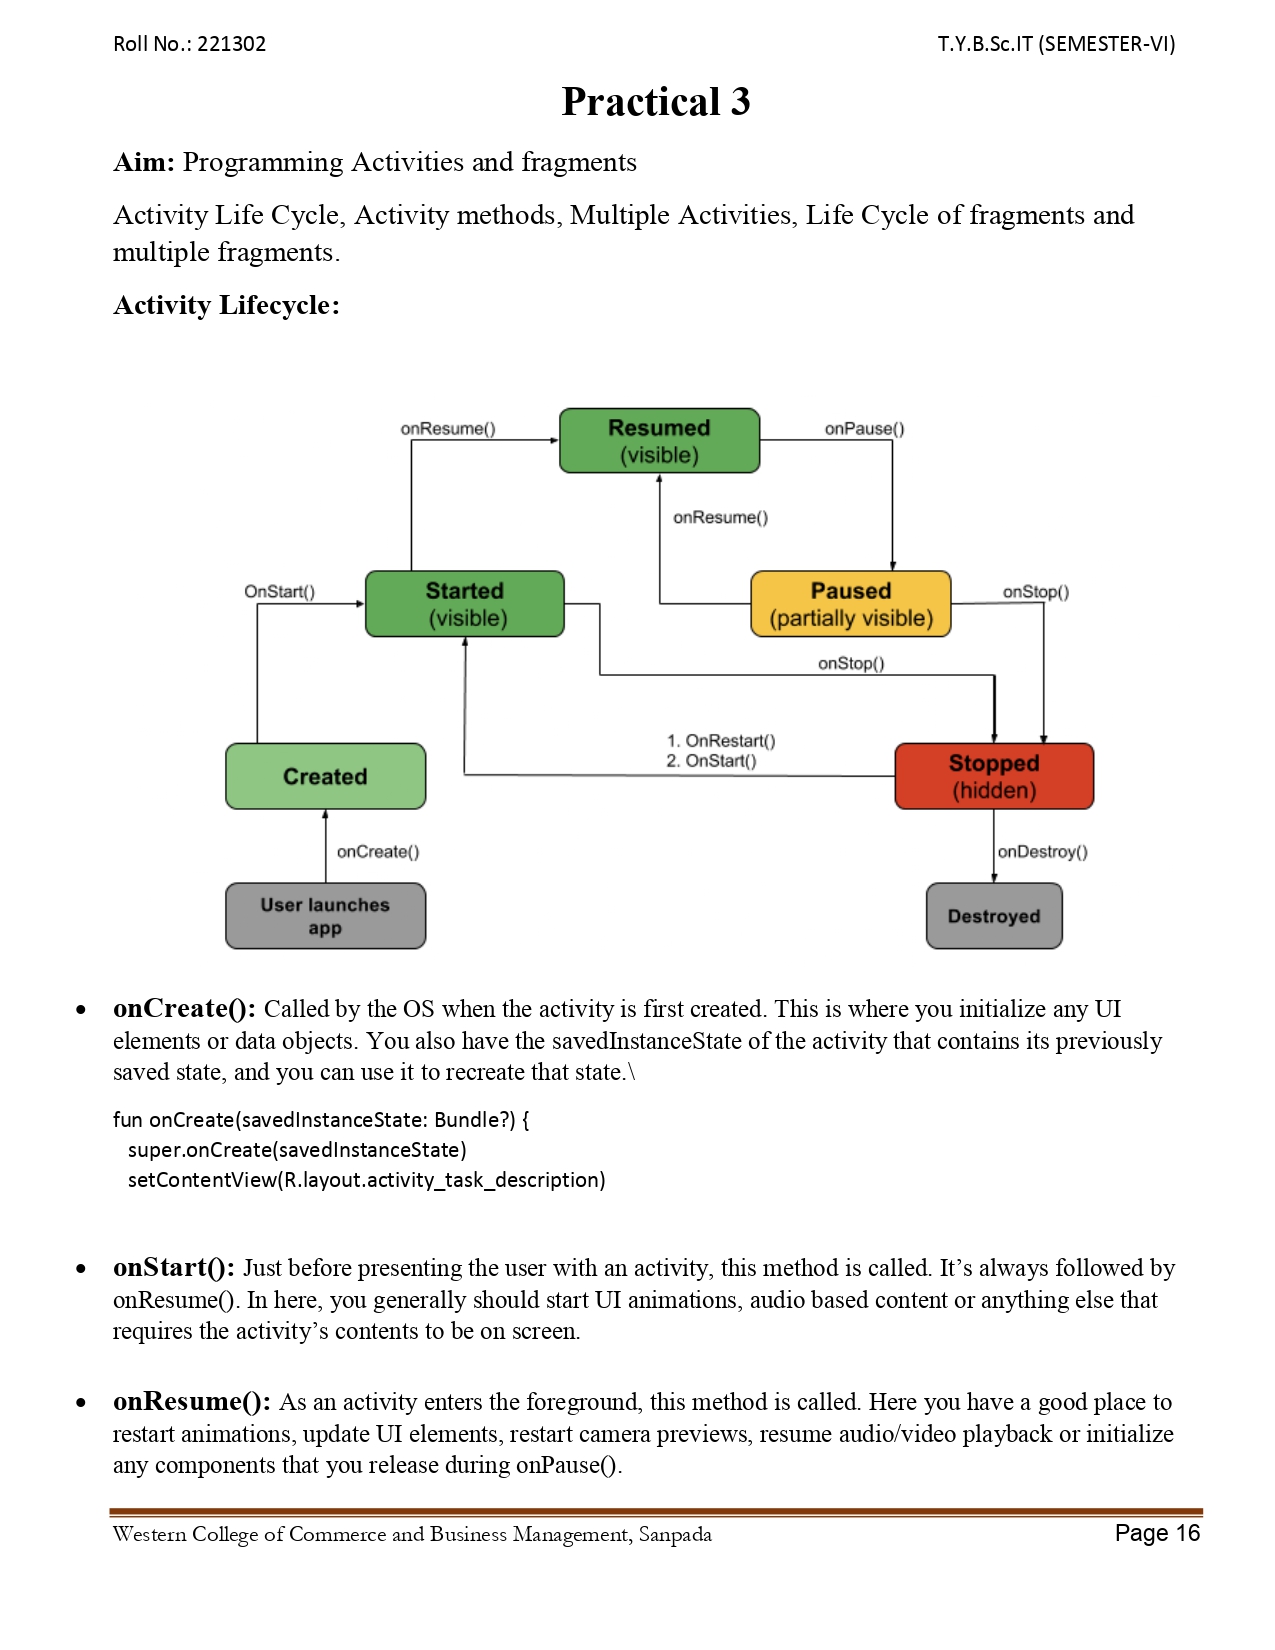 Roll No.: 221302 T.Y.B.Sc.IT (SEMESTER-VI)
Practical 3
Aim: Programming Activities and fragments
Activity Life Cycle, Activity methods, Multiple Activities, Life Cycle of fragments and
multiple fragments.
Activity Lifecycle:
onResume()
Resumed
(visible)
onPause()
onResume()
OnStart()
Started
(visible)
Paused
(partially visible)
onStop()
onStop()
1. OnRestart()
2. OnStart()
Created
Stopped
(hidden)
onCreate()
onDestroy()
User launches
app
Destroyed
• onCreate(): Called by the OS when the activity is first created. This is where you initialize any UI
elements or data objects. You also have the savedInstanceState of the activity that contains its previously
saved state, and you can use it to recreate that state.\
fun onCreate(savedInstanceState: Bundle?) {
super.onCreate(savedInstanceState)
setContentView(R.layout.activity_task_description)
• onStart(): Just before presenting the user with an activity, this method is called. It’s always followed by
onResume(). In here, you generally should start UI animations, audio based content or anything else that
requires the activity’s contents to be on screen.
• onResume(): As an activity enters the foreground, this method is called. Here you have a good place to
restart animations, update UI elements, restart camera previews, resume audio/video playback or initialize
any components that you release during onPause().
Western College of Commerce and Business Management, Sanpada Page 16